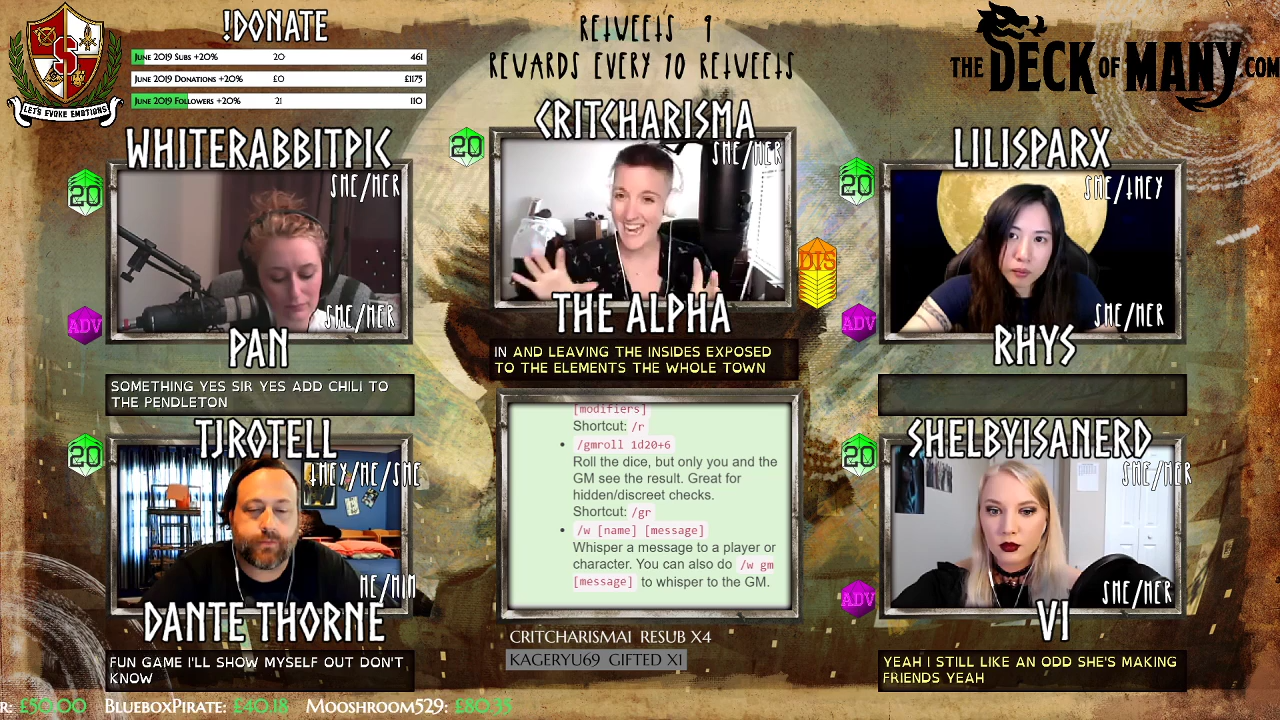 !DONATE
JUNE 2019 SUBS +20% 20 461
JUNE 2019 DONATIONS +20% £0 £1175
JUNE 2019 FOLLOWERS +20% 21 110
S
LET'S EVOKE EMOTIONS
RETWEETS 9
REWARDS EVERY 10 RETWEETS
THE DECK OF MANY.COM
WHITERABBITPIC
SHE/HER
20
SHE/HER
ADV
PAN
SOMETHING YES SIR YES ADD CHILI TO
THE PENDLETON
CRITCHARISMA
SHE/HER
20
DTS
THE ALPHA
IN AND LEAVING THE INSIDES EXPOSED
TO THE ELEMENTS THE WHOLE TOWN
LILISPARX
SHE/THEY
20
SHE/HER
ADV
RHYS
TJROTELL
THEY/HE/SHE
20
HE/HIM
DANTE THORNE
FUN GAME I'LL SHOW MYSELF OUT DON'T
KNOW
[modifiers]
Shortcut: /r
• /gmroll 1d20+6
Roll the dice, but only you and the
GM see the result. Great for
hidden/discreet checks.
Shortcut: /gr
• /w [name] [message]
Whisper a message to a player or
character. You can also do /w gm
[message] to whisper to the GM.
CRITCHARISMA1 RESUB X4
KAGERYU69 GIFTED X1
SHELBYISANERD
SHE/HER
20
SHE/HER
ADV
VI
YEAH I STILL LIKE AN ODD SHE'S MAKING
FRIENDS YEAH
R: £50.00 BLUEBOXPIRATE: £40.18 MOOSHROOM529: £80.35